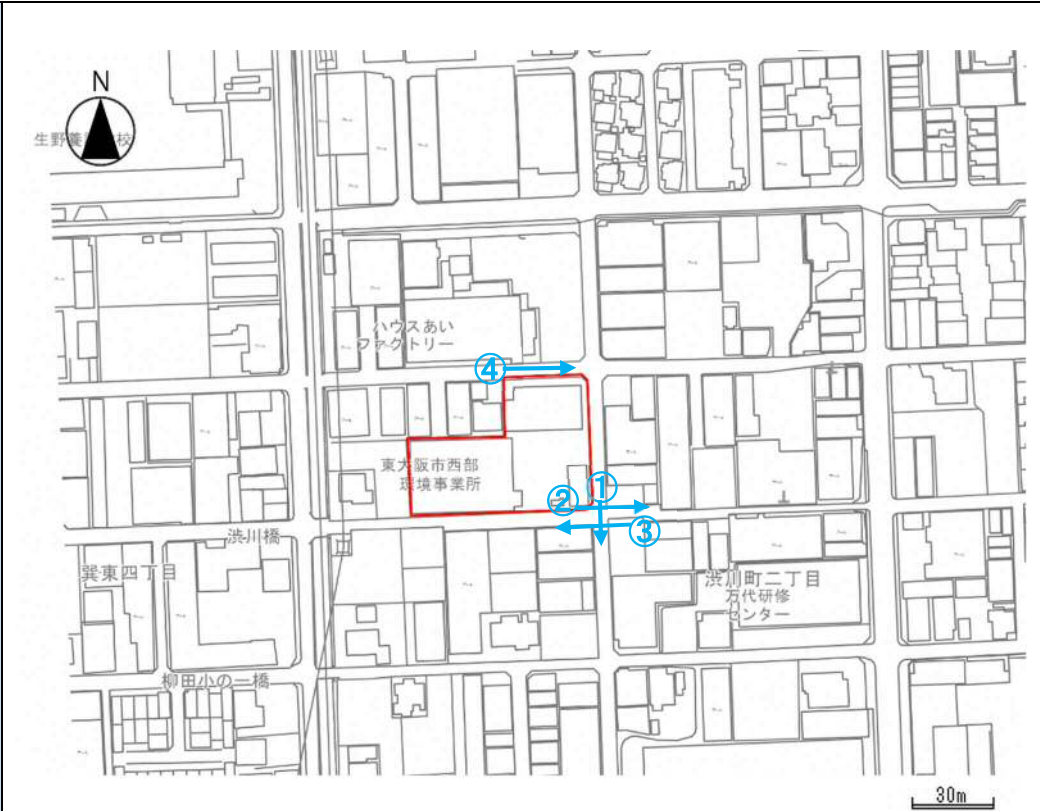 N
生野養
校
ハウスあい
ファクトリー
④
東大阪市西部
環境事業所
①
②
③
渋川橋
巽東四丁目
渋川町二丁目
万代研修
センター
柳田小の一橋
30m